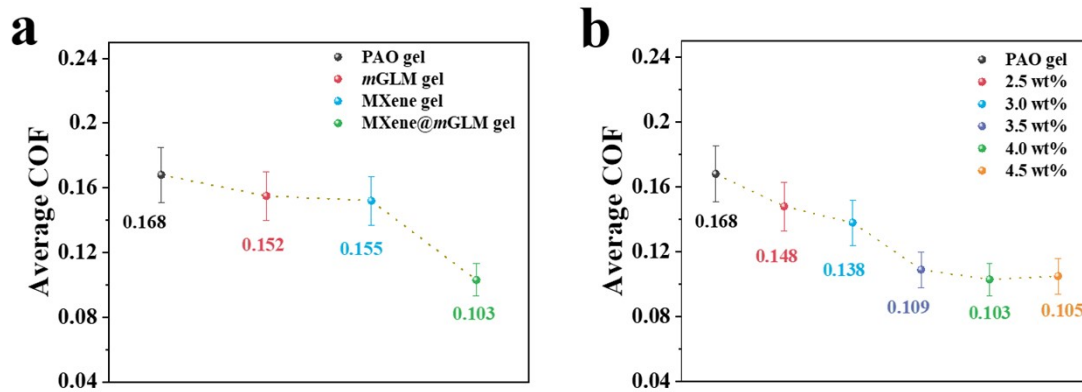 a
Average COF
0.24
0.2
0.16
0.12
0.08
0.04
PAO gel
mGLM gel
MXene gel
MXene@mGLM gel
0.168
0.152
0.155
0.103
b
Average COF
0.24
0.2
0.16
0.12
0.08
0.04
PAO gel
2.5 wt%
3.0 wt%
3.5 wt%
4.0 wt%
4.5 wt%
0.168
0.148
0.138
0.109
0.103
0.105